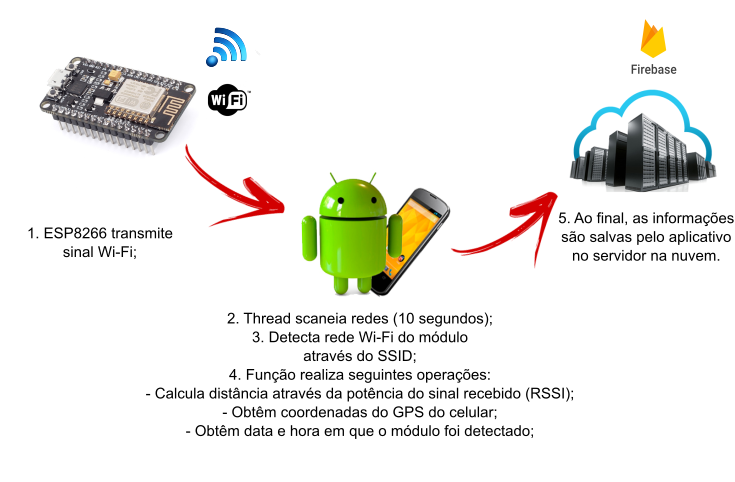 Wi Fi
Firebase
1. ESP8266 transmite
sinal Wi-Fi;
5. Ao final, as informações
são salvas pelo aplicativo
no servidor na nuvem.
2. Thread scaneia redes (10 segundos);
3. Detecta rede Wi-Fi do módulo
através do SSID;
4. Função realiza seguintes operações:
- Calcula distância através da potência do sinal recebido (RSSI);
- Obtêm coordenadas do GPS do celular;
- Obtêm data e hora em que o módulo foi detectado;